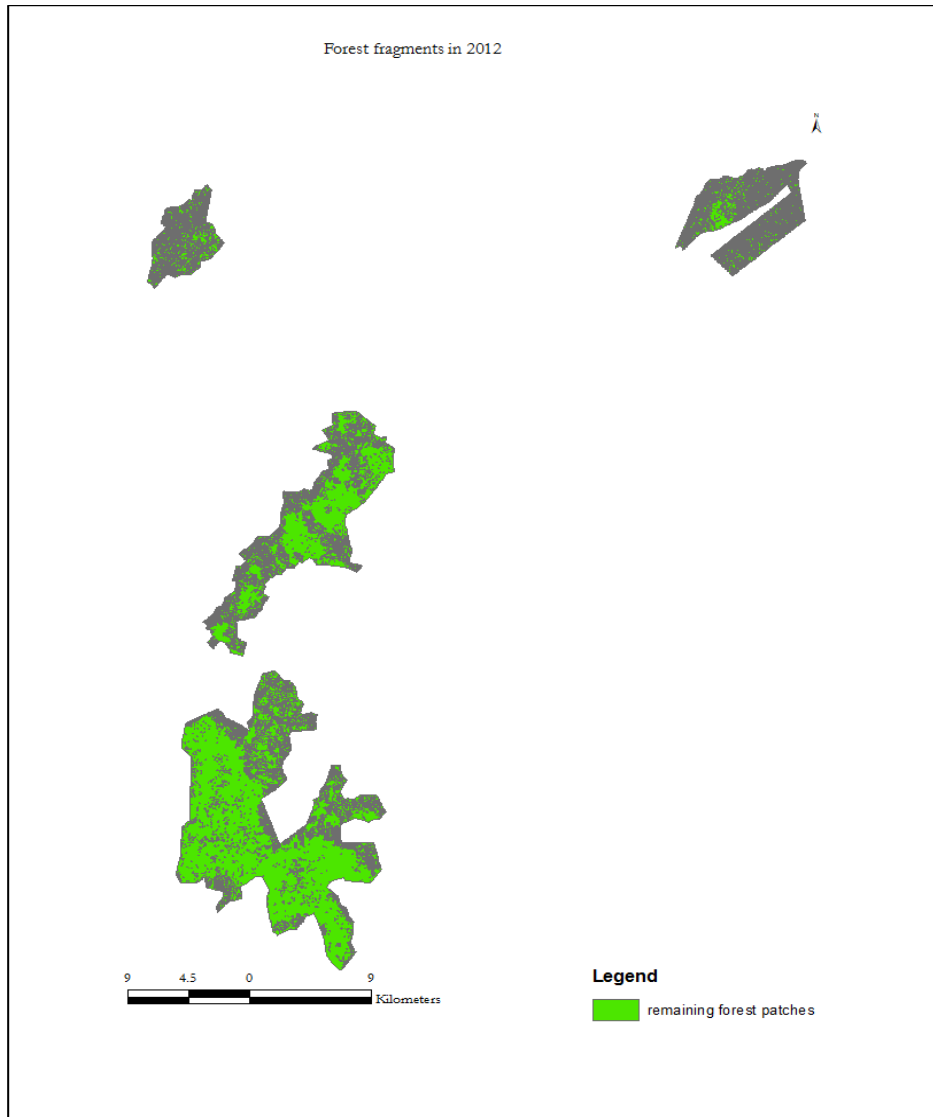 Forest fragments in 2012
N
9 4.5 0 9
Kilometers
Legend
remaining forest patches